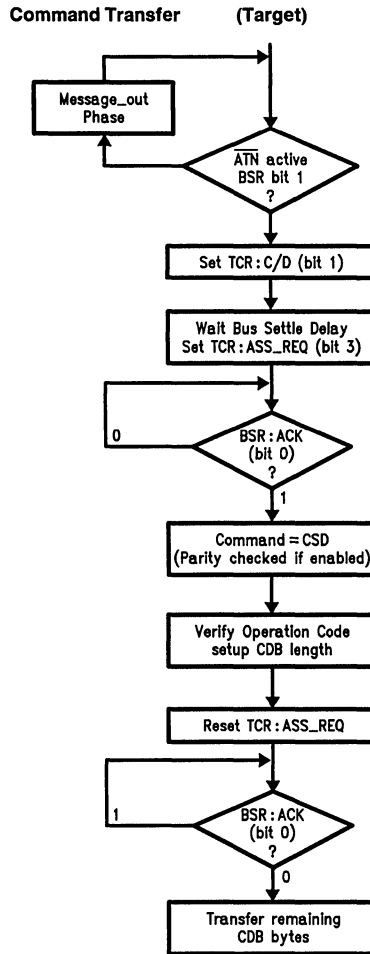 Command Transfer (Target)
Message_out
Phase
ATN active
BSR bit 1
?
Set TCR:C/D (bit 1)
Wait Bus Settle Delay
Set TCR:ASS_REQ (bit 3)
0
BSR:ACK
(bit 0)
?
1
Command=CSD
(Parity checked if enabled)
Verify Operation Code
setup CDB length
Reset TCR:ASS_REQ
1
BSR:ACK
(bit 0)
?
0
Transfer remaining
CDB bytes